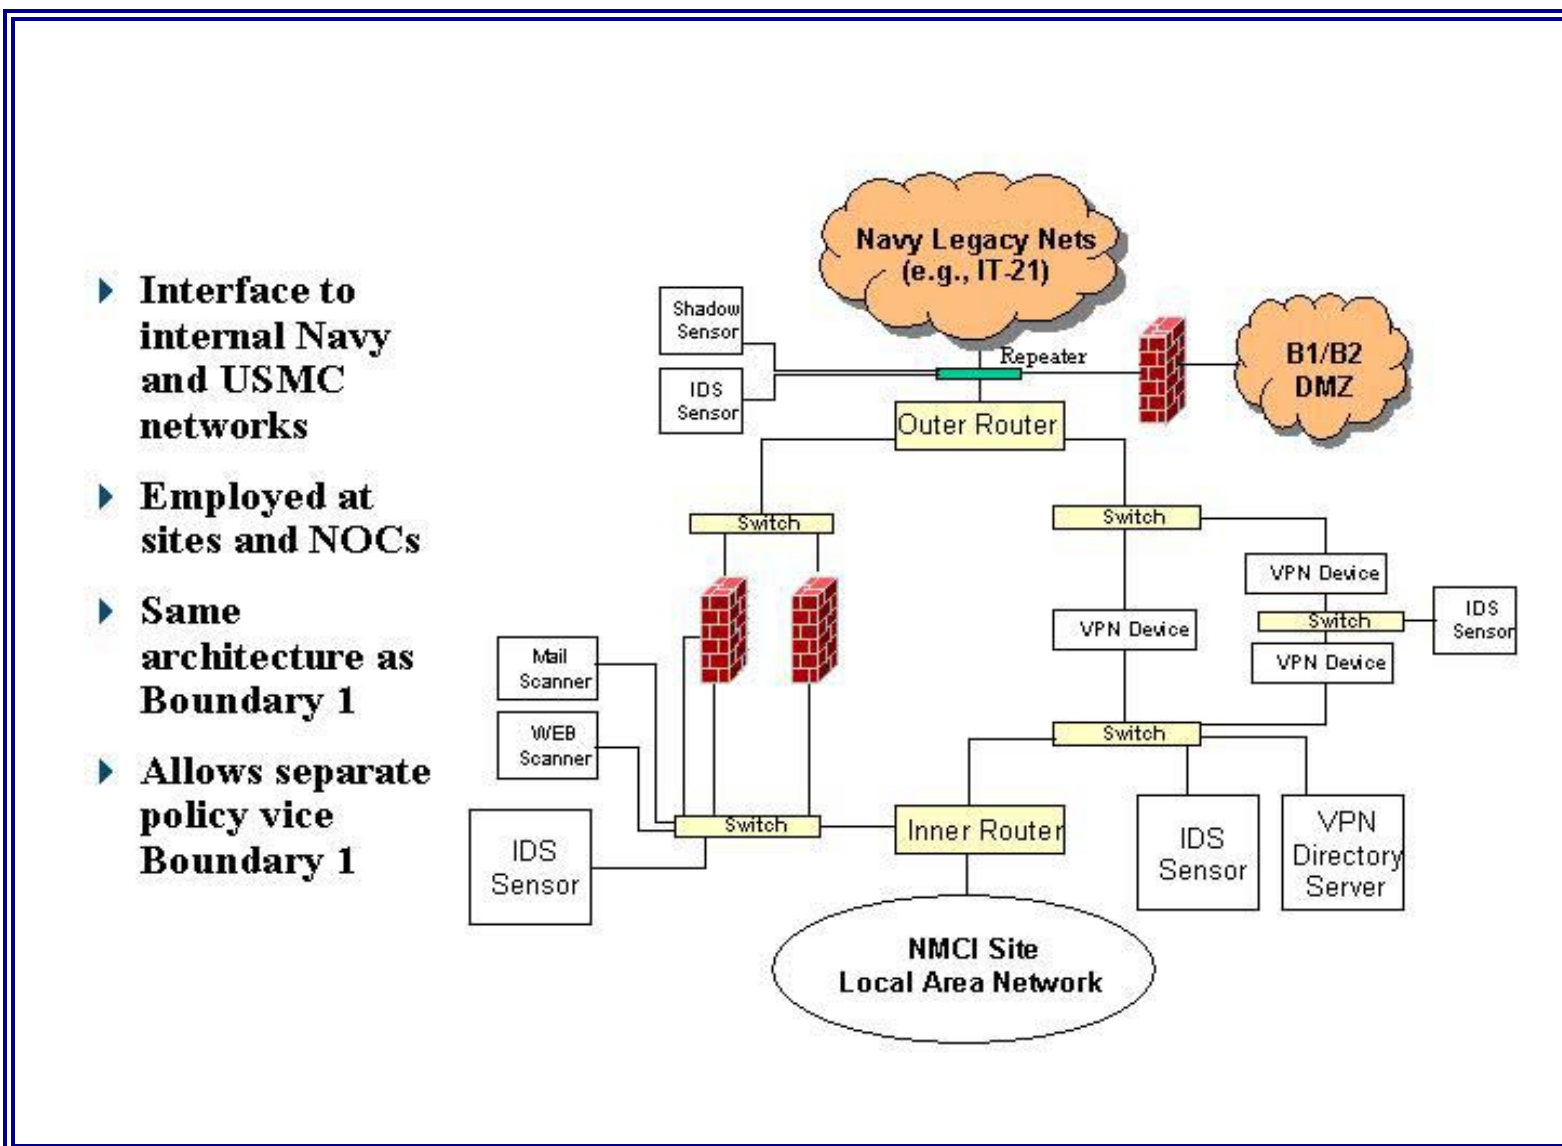 Interface to
internal Navy
and USMC
networks
Employed at
sites and NOCs
Same
architecture as
Boundary 1
Allows separate
policy vice
Boundary 1
Navy Legacy Nets
(e.g., IT-21)
Shadow
Sensor
IDS
Sensor
Repeater
B1/B2
DMZ
Outer Router
Switch
Switch
VPN Device
Switch
IDS
Sensor
VPN Device
VPN Device
Mail
Scanner
WEB
Scanner
IDS
Sensor
Switch
Switch
Inner Router
IDS
Sensor
VPN
Directory
Server
NMCI Site
Local Area Network